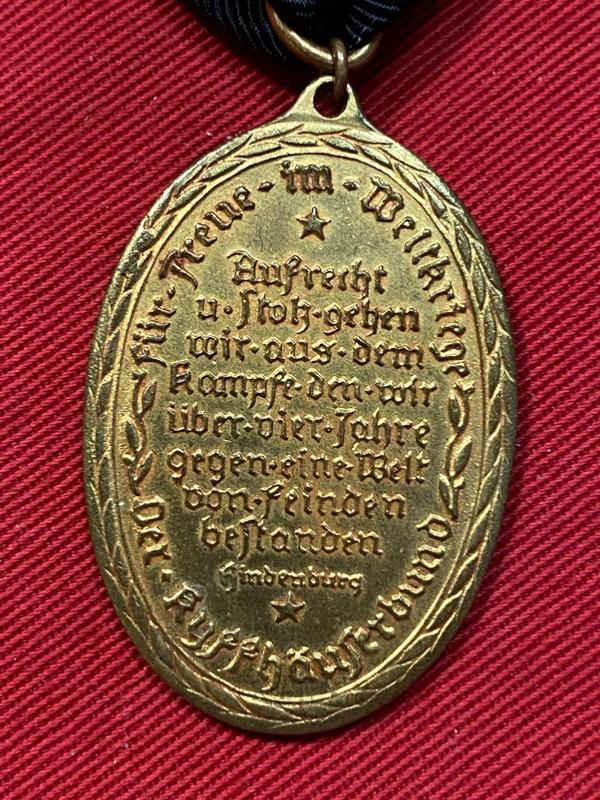 Für·Treue-im-Weltkriege
Aufrecht
u·stolz·gehen
wir·aus·dem
Kampfe·den·wir
über·vier·Jahre
gegen·eine·Welt
von·Feinden
bestanden
Hindenburg
Der-Kyffhäuserbund